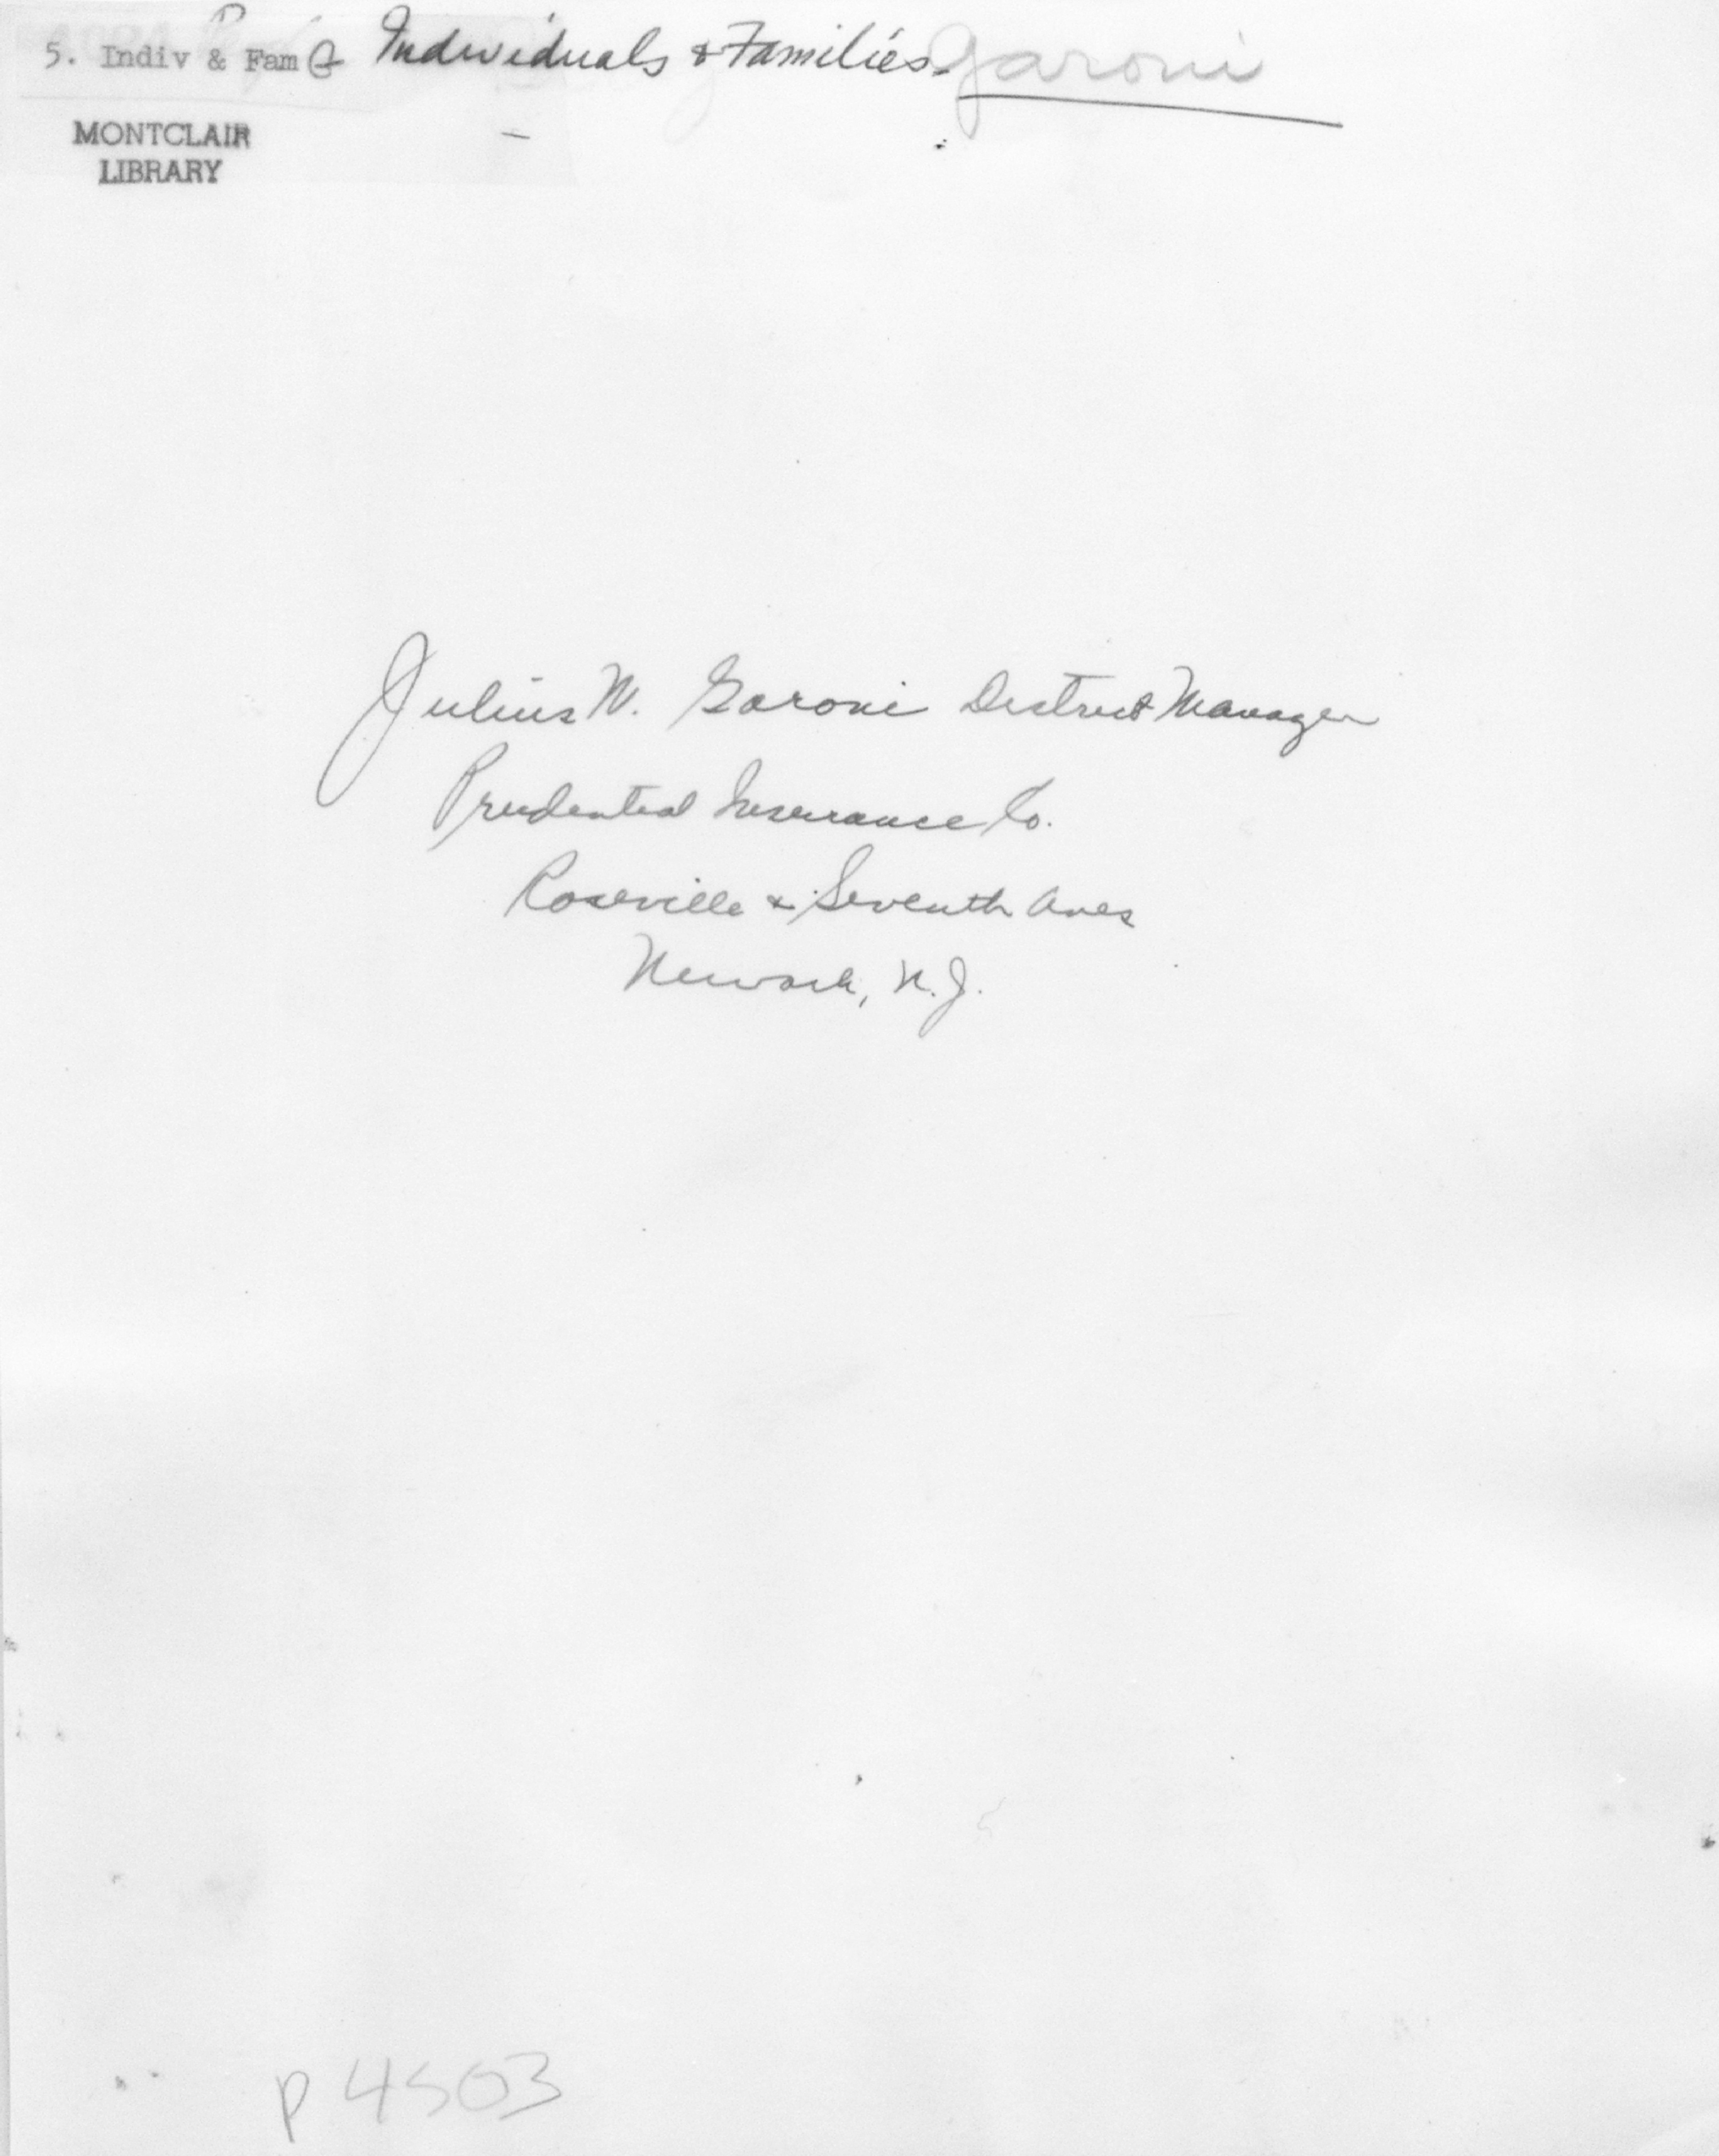 5. Indiv & Fam Individuals & Families - Garoni
MONTCLAIR
LIBRARY
Julius W. Garoni District Manager
Prudential Insurance Co.
Roseville & Seventh Aves
Newark, N.J.
P 4503